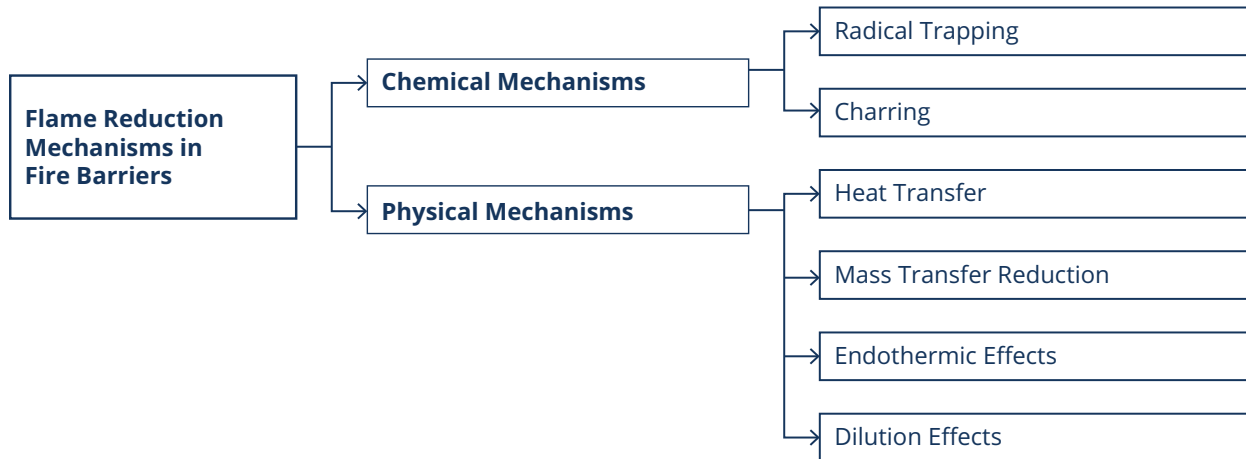 Flame Reduction
Mechanisms in
Fire Barriers
Chemical Mechanisms
Radical Trapping
Charring
Physical Mechanisms
Heat Transfer
Mass Transfer Reduction
Endothermic Effects
Dilution Effects